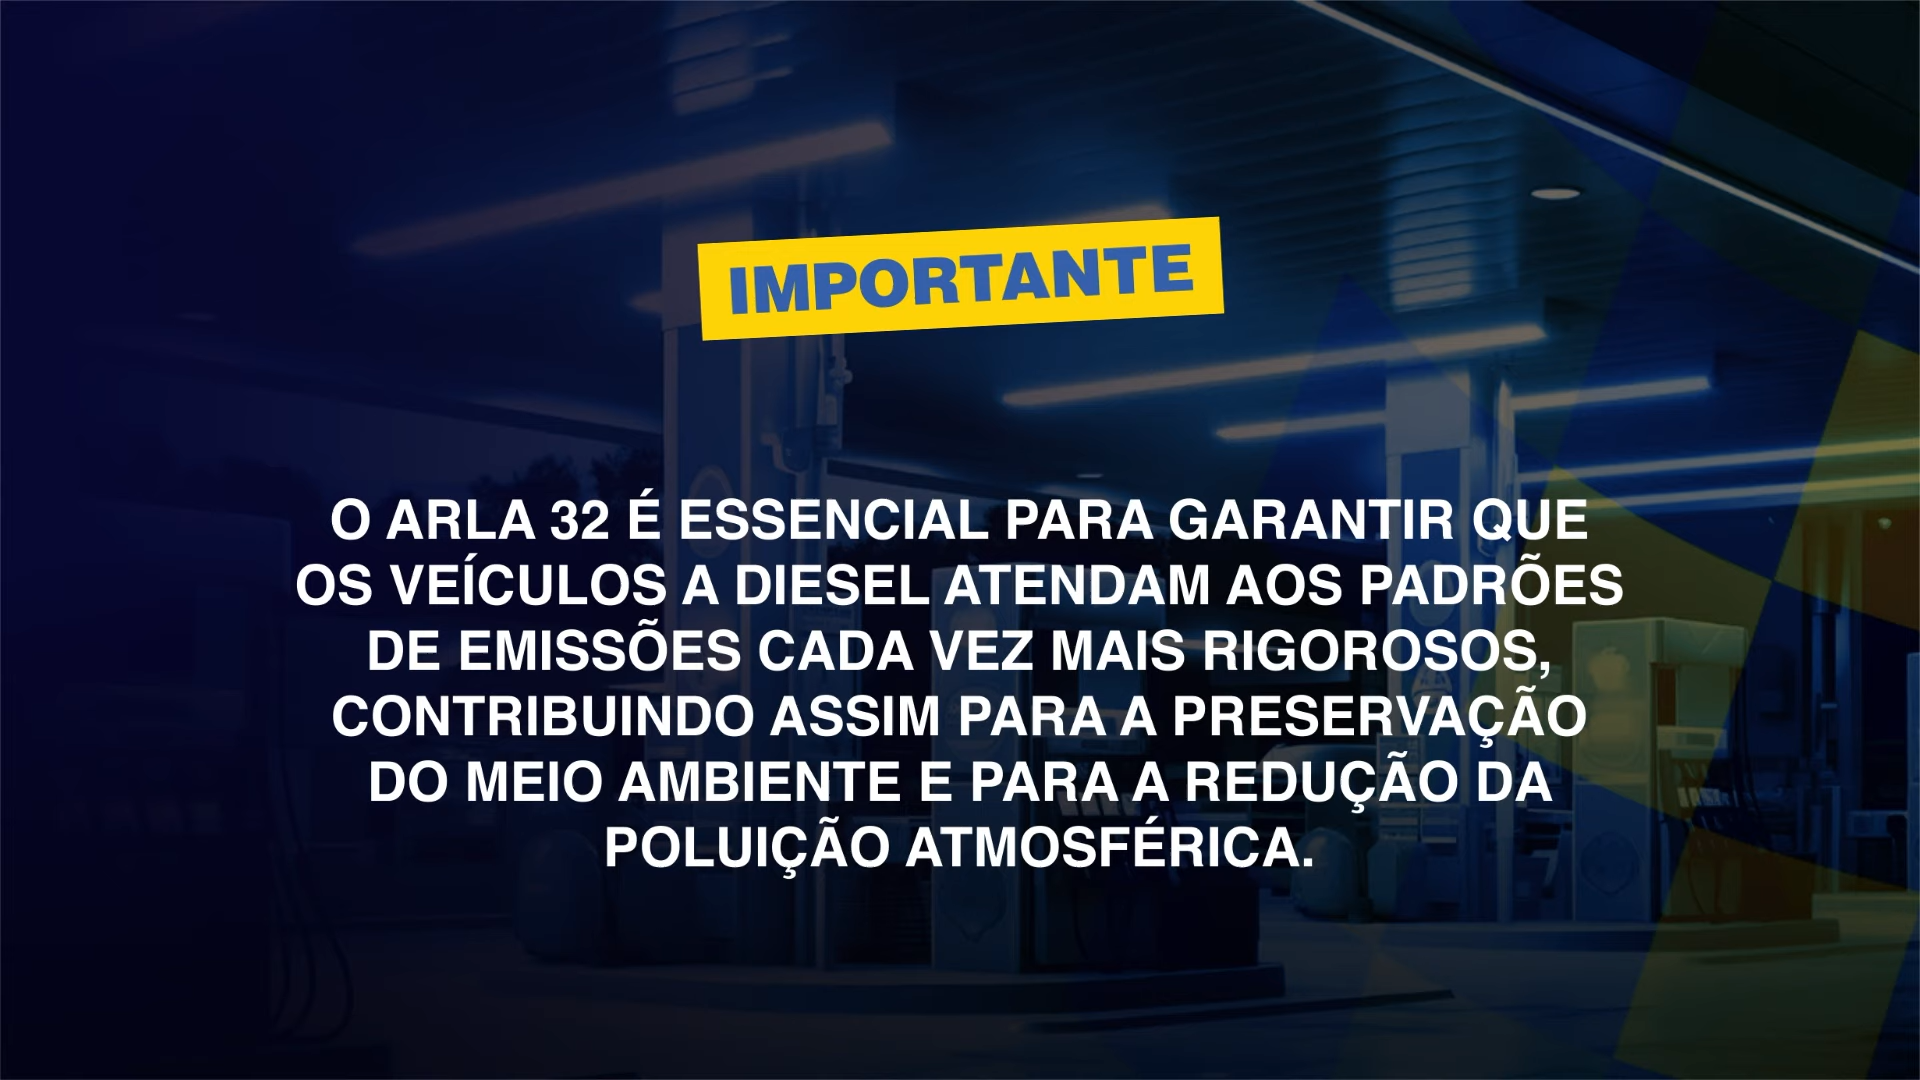 IMPORTANTE
O ARLA 32 É ESSENCIAL PARA GARANTIR QUE
OS VEÍCULOS A DIESEL ATENDAM AOS PADRÕES
DE EMISSÕES CADA VEZ MAIS RIGOROSOS,
CONTRIBUINDO ASSIM PARA A PRESERVAÇÃO
DO MEIO AMBIENTE E PARA A REDUÇÃO DA
POLUIÇÃO ATMOSFÉRICA.